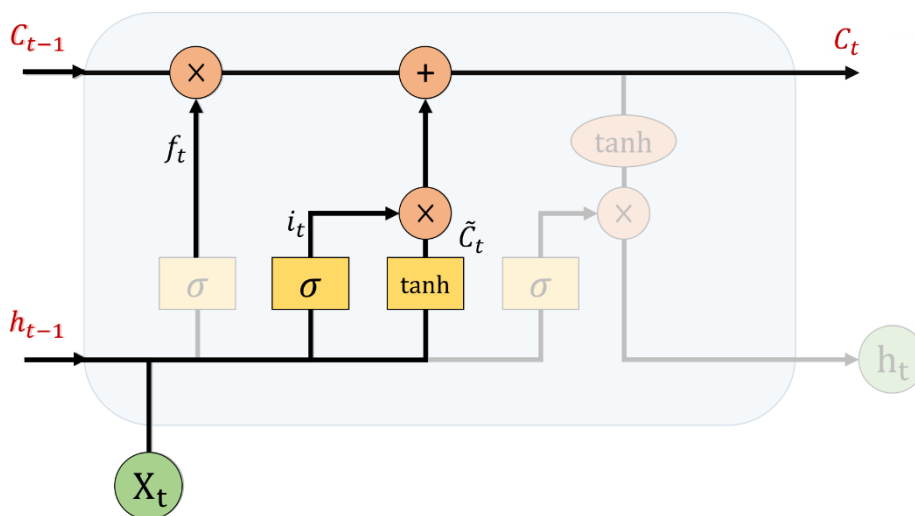 C_{t−1}
C_t
×
+
tanh
f_t
i_t
×
C̃_t
×
σ
σ
tanh
σ
h_{t−1}
h_t
X_t